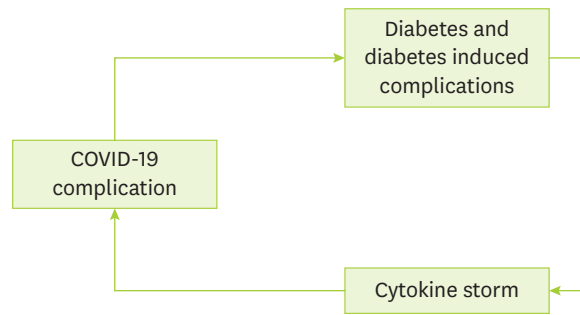 Diabetes and
diabetes induced
complications
COVID-19
complication
Cytokine storm